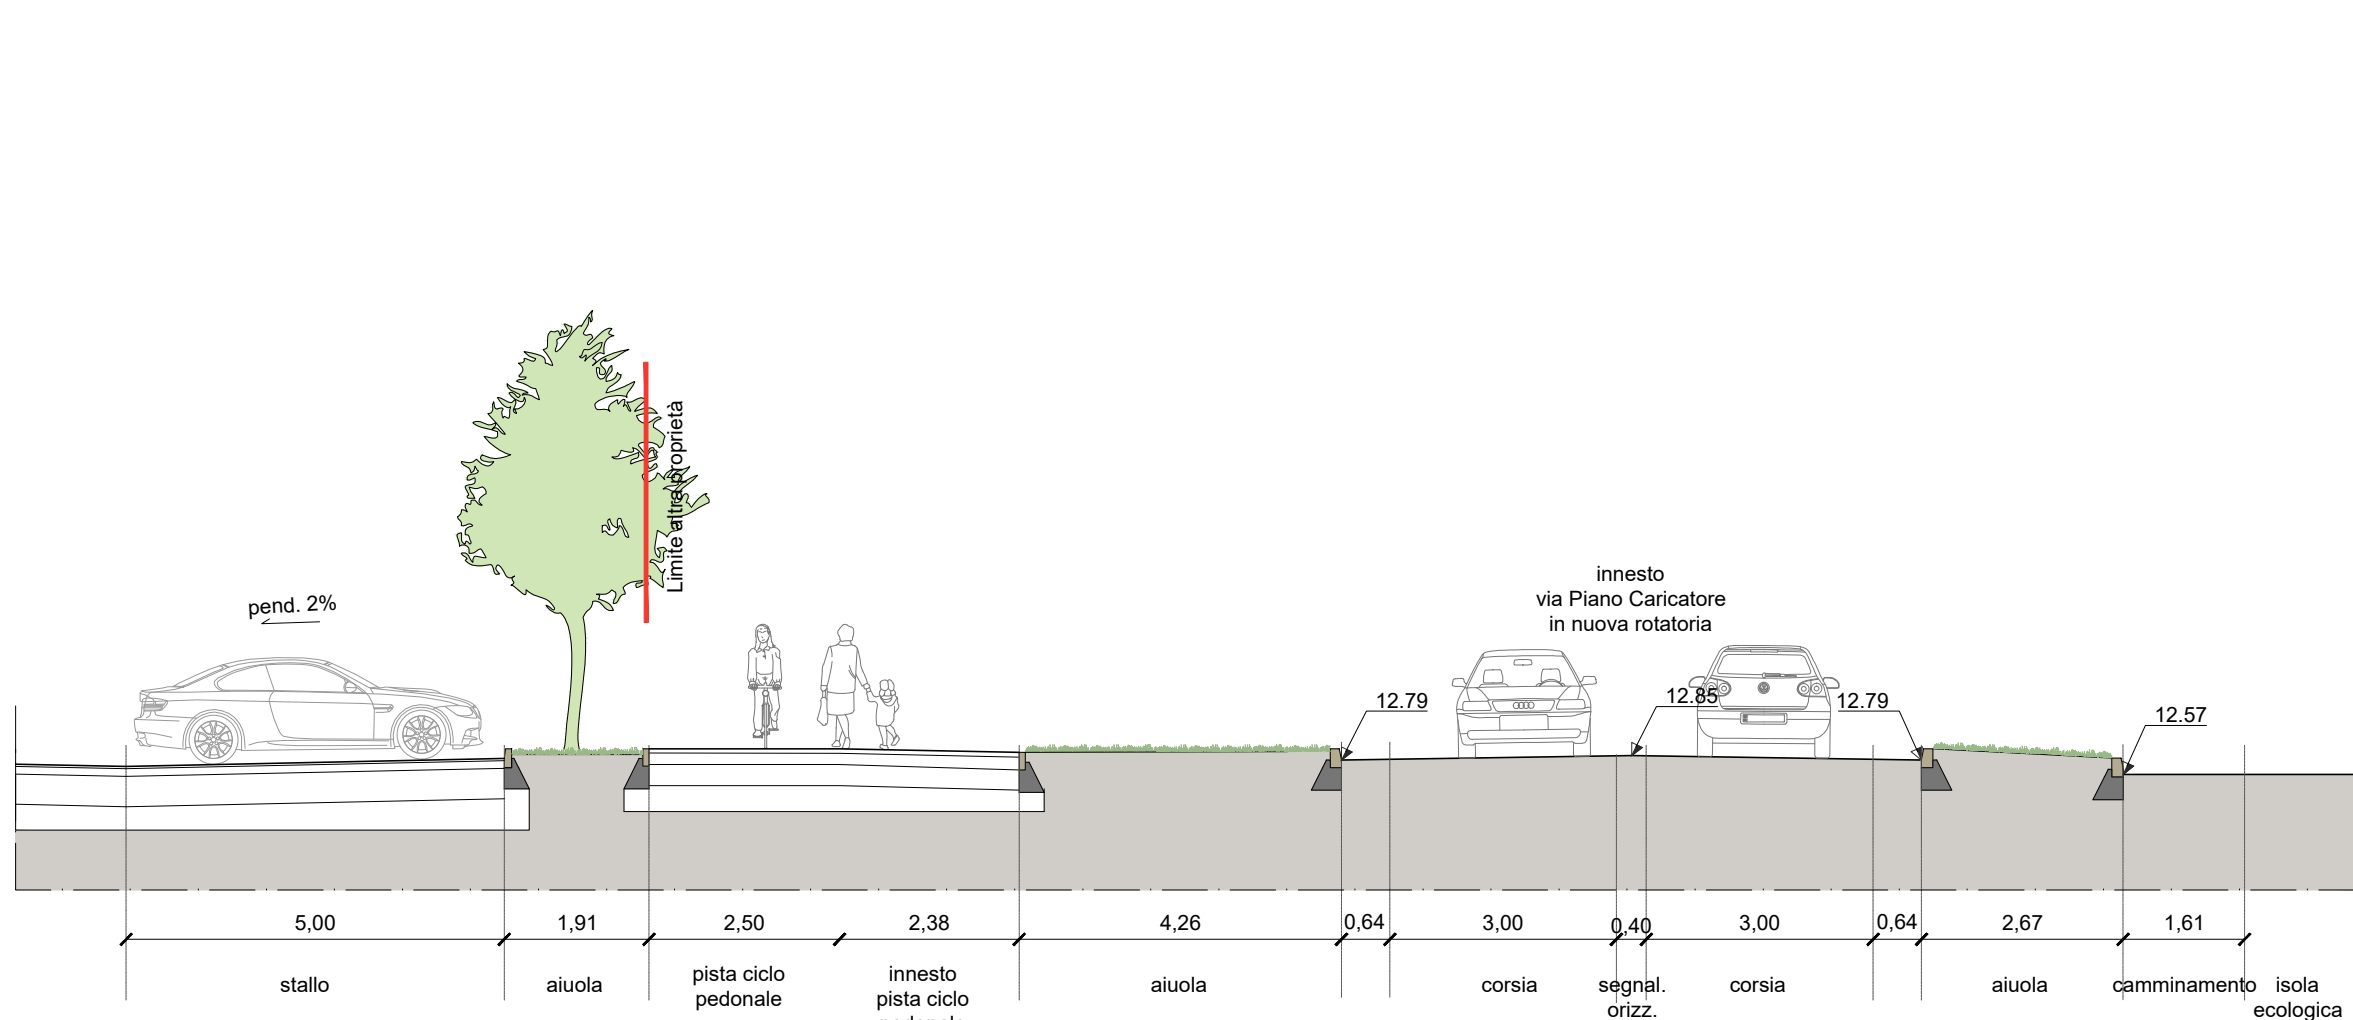 Limite altra proprietà
pend. 2%
innesto
via Piano Caricatore
in nuova rotatoria
12.79
12.85
12.79
12.57
5,00
1,91
2,50
2,38
4,26
0,64
3,00
0,40
3,00
0,64
2,67
1,61
stallo
aiuola
pista ciclo
pedonale
innesto
pista ciclo
pedonale
aiuola
corsia
segnal.
orizz.
corsia
aiuola
camminamento
isola
ecologica